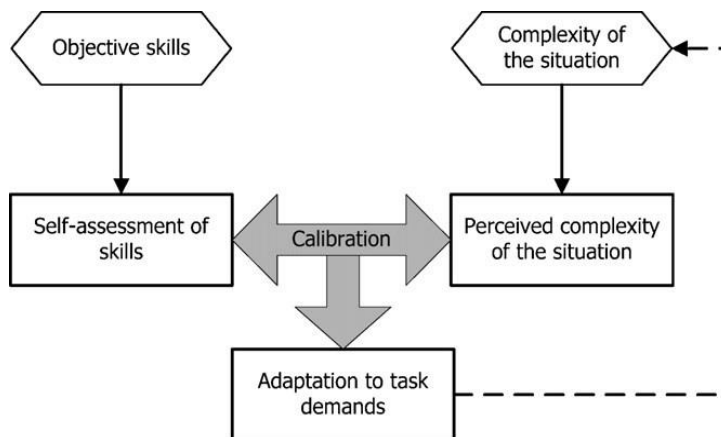 Objective skills
Complexity of
the situation
Self-assessment of
skills
Calibration
Perceived complexity
of the situation
Adaptation to task
demands